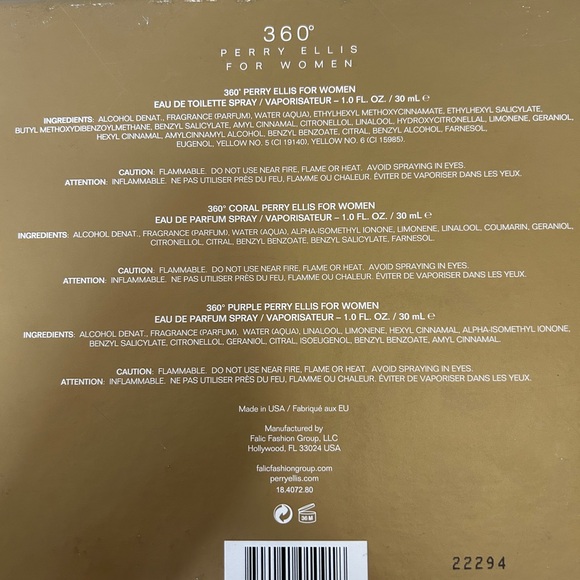 360°
PERRY ELLIS
FOR WOMEN
360° PERRY ELLIS FOR WOMEN
EAU DE TOILETTE SPRAY / VAPORISATEUR – 1.0 FL. OZ. / 30 mL ℮
INGREDIENTS: ALCOHOL DENAT., FRAGRANCE (PARFUM), WATER (AQUA), ETHYLHEXYL METHOXYCINNAMATE, ETHYLHEXYL SALICYLATE,
BUTYL METHOXYDIBENZOYLMETHANE, BENZYL SALICYLATE, AMYL CINNAMAL, CITRONELLOL, LINALOOL, HYDROXYCITRONELLAL, LIMONENE, GERANIOL,
HEXYL CINNAMAL, AMYLCINNAMYL ALCOHOL, BENZYL BENZOATE, CITRAL, BENZYL ALCOHOL, FARNESOL,
EUGENOL, YELLOW NO. 5 (CI 19140), YELLOW NO. 6 (CI 15985).
CAUTION: FLAMMABLE. DO NOT USE NEAR FIRE, FLAME OR HEAT. AVOID SPRAYING IN EYES.
ATTENTION: INFLAMMABLE. NE PAS UTILISER PRÈS DU FEU, FLAMME OU CHALEUR. ÉVITER DE VAPORISER DANS LES YEUX.
360° CORAL PERRY ELLIS FOR WOMEN
EAU DE PARFUM SPRAY / VAPORISATEUR – 1.0 FL. OZ. / 30 mL ℮
INGREDIENTS: ALCOHOL DENAT., FRAGRANCE (PARFUM), WATER (AQUA), ALPHA-ISOMETHYL IONONE, LIMONENE, LINALOOL, COUMARIN, GERANIOL,
CITRONELLOL, CITRAL, BENZYL BENZOATE, BENZYL SALICYLATE, FARNESOL.
CAUTION: FLAMMABLE. DO NOT USE NEAR FIRE, FLAME OR HEAT. AVOID SPRAYING IN EYES.
ATTENTION: INFLAMMABLE. NE PAS UTILISER PRÈS DU FEU, FLAMME OU CHALEUR. ÉVITER DE VAPORISER DANS LES YEUX.
360° PURPLE PERRY ELLIS FOR WOMEN
EAU DE PARFUM SPRAY / VAPORISATEUR – 1.0 FL. OZ. / 30 mL ℮
INGREDIENTS: ALCOHOL DENAT., FRAGRANCE (PARFUM), WATER (AQUA), LINALOOL, LIMONENE, HEXYL CINNAMAL, ALPHA-ISOMETHYL IONONE,
BENZYL SALICYLATE, CITRONELLOL, GERANIOL, CITRAL, ISOEUGENOL, BENZYL BENZOATE, AMYL CINNAMAL.
CAUTION: FLAMMABLE. DO NOT USE NEAR FIRE, FLAME OR HEAT. AVOID SPRAYING IN EYES.
ATTENTION: INFLAMMABLE. NE PAS UTILISER PRÈS DU FEU, FLAMME OU CHALEUR. ÉVITER DE VAPORISER DANS LES YEUX.
Made in USA / Fabriqué aux EU
Manufactured by
Falic Fashion Group, LLC
Hollywood, FL 33024 USA
falicfashiongroup.com
perryellis.com
18.4072.80
36 M
22294